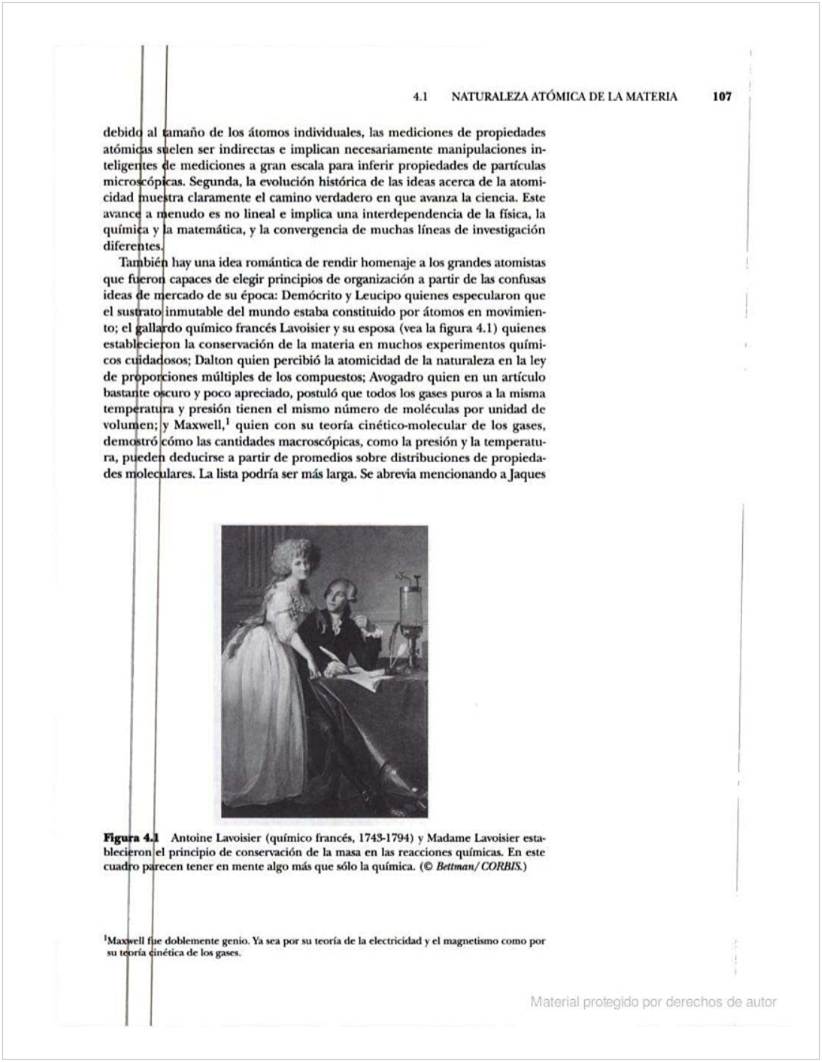 4.1 NATURALEZA ATÓMICA DE LA MATERIA 107
debido al tamaño de los átomos individuales, las mediciones de propiedades
atómicas suelen ser indirectas e implican necesariamente manipulaciones in-
teligentes de mediciones a gran escala para inferir propiedades de partículas
microscópicas. Segunda, la evolución histórica de las ideas acerca de la atomi-
cidad muestra claramente el camino verdadero en que avanza la ciencia. Este
avance a menudo es no lineal e implica una interdependencia de la física, la
química y la matemática, y la convergencia de muchas líneas de investigación
diferentes.
También hay una idea romántica de rendir homenaje a los grandes atomistas
que fueron capaces de elegir principios de organización a partir de las confusas
ideas de mercado de su época: Demócrito y Leucipo quienes especularon que
el sustrato inmutable del mundo estaba constituido por átomos en movimien-
to; el gallardo químico francés Lavoisier y su esposa (vea la figura 4.1) quienes
establecieron la conservación de la materia en muchos experimentos quími-
cos cuidadosos; Dalton quien percibió la atomicidad de la naturaleza en la ley
de proporciones múltiples de los compuestos; Avogadro quien en un artículo
bastante oscuro y poco apreciado, postuló que todos los gases puros a la misma
temperatura y presión tienen el mismo número de moléculas por unidad de
volumen; y Maxwell,¹ quien con su teoría cinético-molecular de los gases,
demostró cómo las cantidades macroscópicas, como la presión y la temperatu-
ra, pueden deducirse a partir de promedios sobre distribuciones de propieda-
des moleculares. La lista podría ser más larga. Se abrevia mencionando a Jaques
Figura 4.1 Antoine Lavoisier (químico francés, 1743-1794) y Madame Lavoisier esta-
blecieron el principio de conservación de la masa en las reacciones químicas. En este
cuadro parecen tener en mente algo más que sólo la química. (© Bettman/CORBIS.)
¹Maxwell fue doblemente genio. Ya sea por su teoría de la electricidad y el magnetismo como por
su teoría cinética de los gases.
Material protegido por derechos de autor